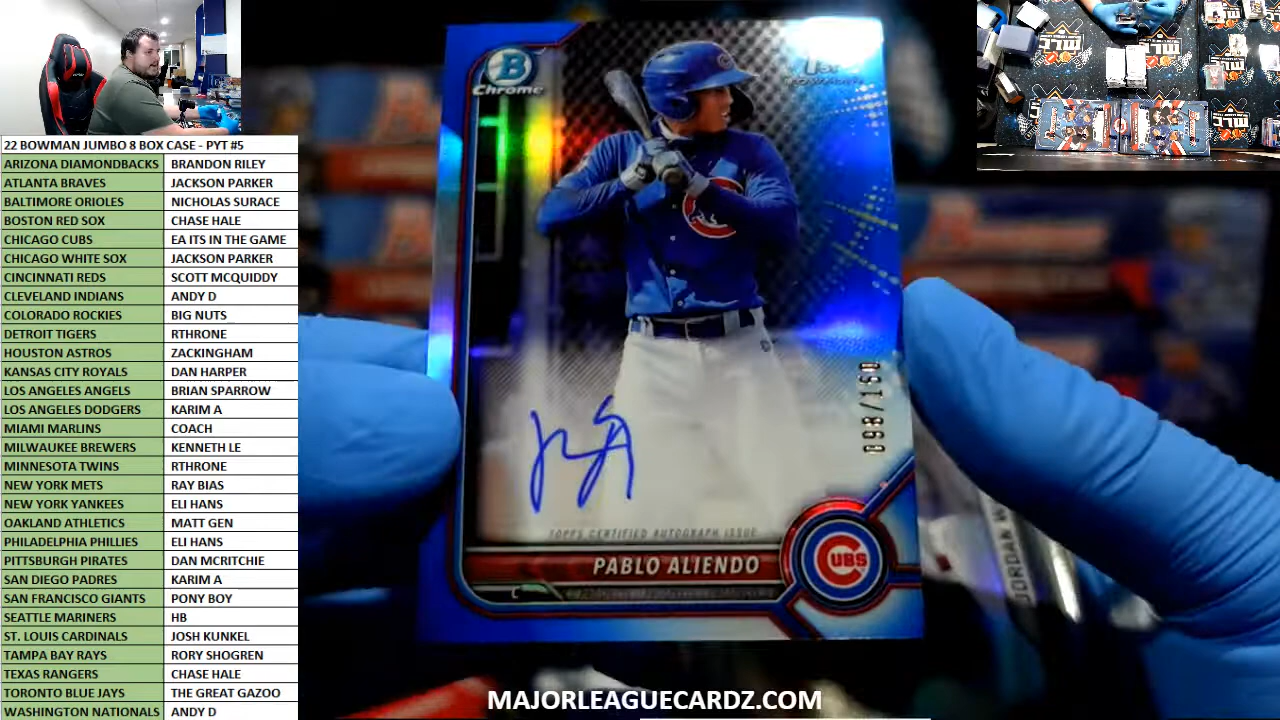 22 BOWMAN JUMBO 8 BOX CASE - PYT #5
ARIZONA DIAMONDBACKS BRANDON RILEY
ATLANTA BRAVES JACKSON PARKER
BALTIMORE ORIOLES NICHOLAS SURACE
BOSTON RED SOX CHASE HALE
CHICAGO CUBS EA ITS IN THE GAME
CHICAGO WHITE SOX JACKSON PARKER
CINCINNATI REDS SCOTT MCQUIDDY
CLEVELAND INDIANS ANDY D
COLORADO ROCKIES BIG NUTS
DETROIT TIGERS RTHRONE
HOUSTON ASTROS ZACKINGHAM
KANSAS CITY ROYALS DAN HARPER
LOS ANGELES ANGELS BRIAN SPARROW
LOS ANGELES DODGERS KARIM A
MIAMI MARLINS COACH
MILWAUKEE BREWERS KENNETH LE
MINNESOTA TWINS RTHRONE
NEW YORK METS RAY BIAS
NEW YORK YANKEES ELI HANS
OAKLAND ATHLETICS MATT GEN
PHILADELPHIA PHILLIES ELI HANS
PITTSBURGH PIRATES DAN MCRITCHIE
SAN DIEGO PADRES KARIM A
SAN FRANCISCO GIANTS PONY BOY
SEATTLE MARINERS HB
ST. LOUIS CARDINALS JOSH KUNKEL
TAMPA BAY RAYS RORY SHOGREN
TEXAS RANGERS CHASE HALE
TORONTO BLUE JAYS THE GREAT GAZOO
WASHINGTON NATIONALS ANDY D
B
Chrome
098/150
TOPPS CERTIFIED AUTOGRAPH ISSUE
PABLO ALIENDO
CUBS
JORDAN W
MLC
MLC
MAJORLEAGUECARDZ.COM